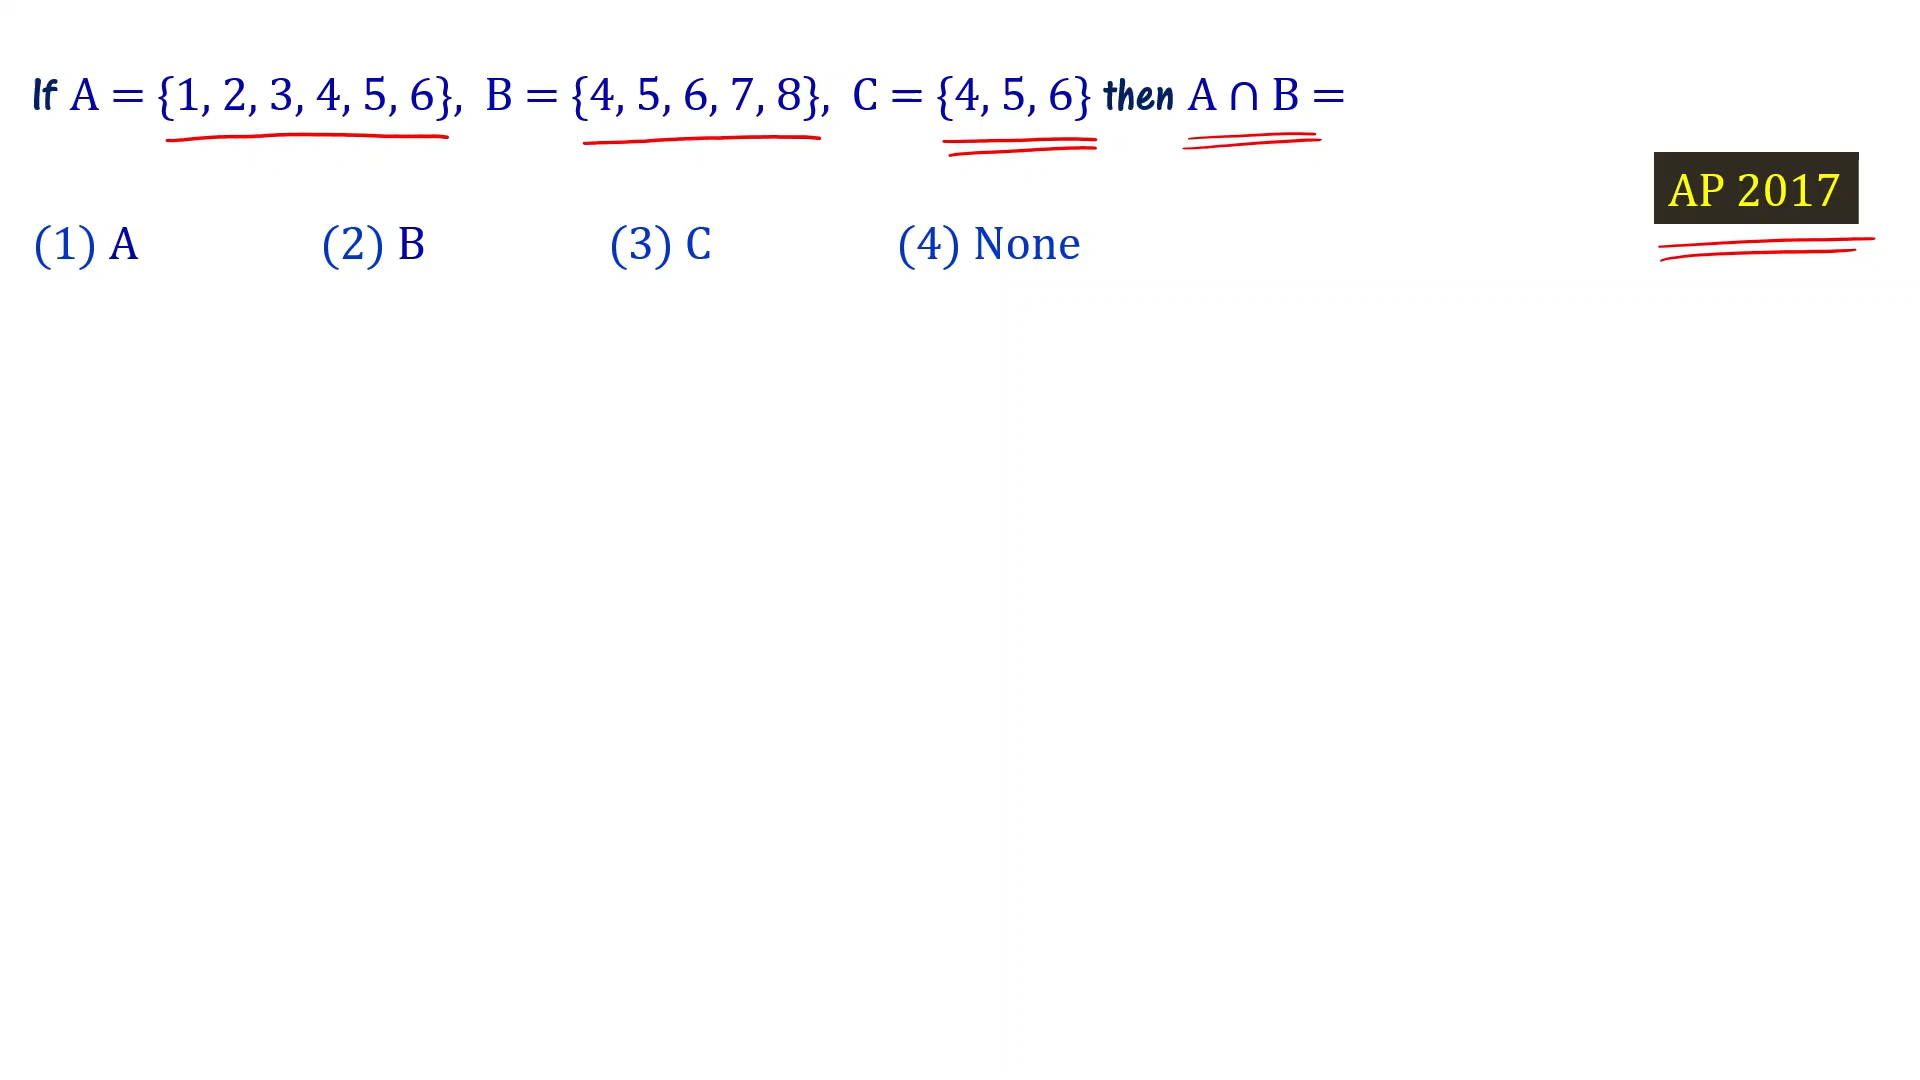 If A = {1, 2, 3, 4, 5, 6}, B = {4, 5, 6, 7, 8}, C = {4, 5, 6} then A ∩ B =
AP 2017
(1) A (2) B (3) C (4) None